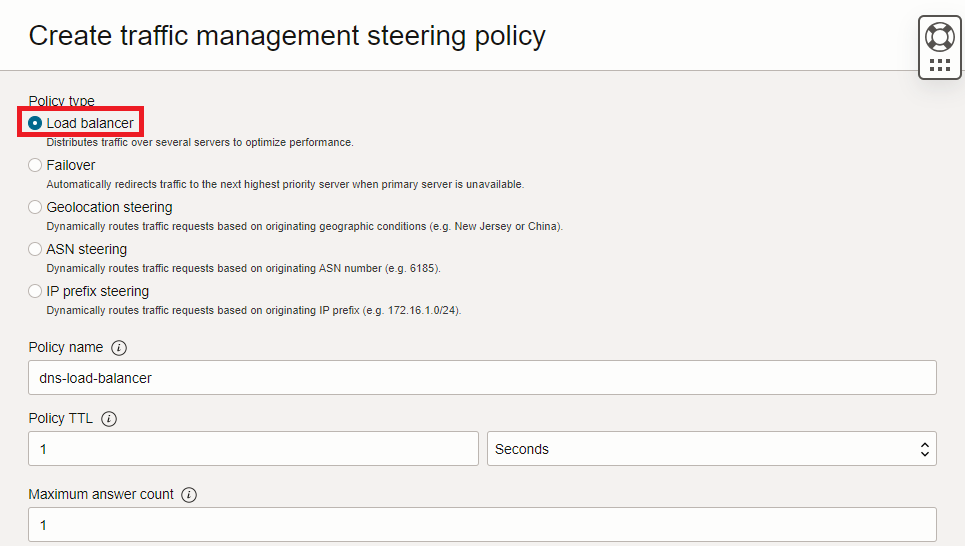 Create traffic management steering policy
Policy type
Load balancer
Distributes traffic over several servers to optimize performance.
Failover
Automatically redirects traffic to the next highest priority server when primary server is unavailable.
Geolocation steering
Dynamically routes traffic requests based on originating geographic conditions (e.g. New Jersey or China).
ASN steering
Dynamically routes traffic requests based on originating ASN number (e.g. 6185).
IP prefix steering
Dynamically routes traffic requests based on originating IP prefix (e.g. 172.16.1.0/24).
Policy name i
dns-load-balancer
Policy TTL i
1 Seconds
Maximum answer count i
1